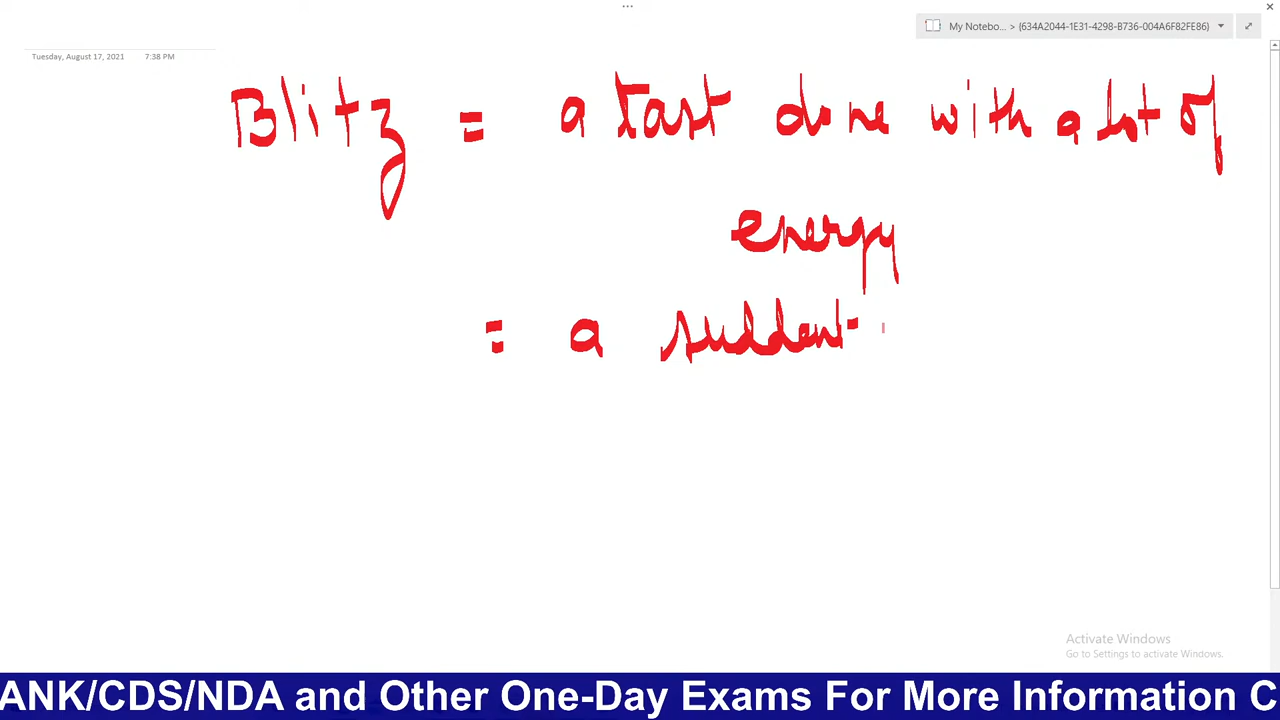 ...
My Notebo... > {634A2044-1E31-4298-B736-004A6F82FE86}
Tuesday, August 17, 2021 7:38 PM
Blitz = a tast done with a lot of
energy
= a suddent
Activate Windows
Go to Settings to activate Windows.
ANK/CDS/NDA and Other One-Day Exams For More Information C